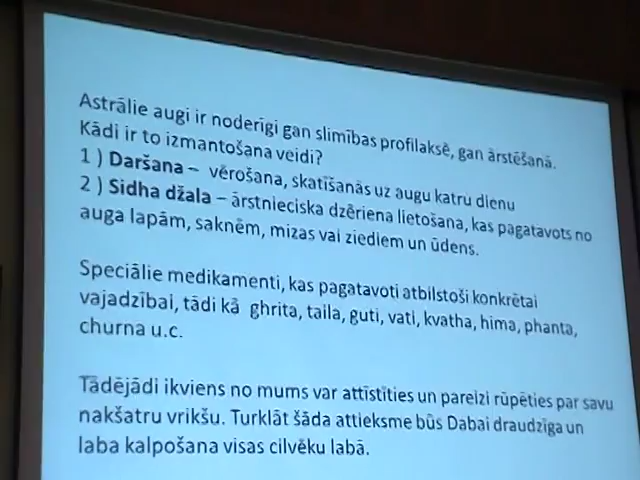 Astrālie augi ir noderīgi gan slimības profilaksē, gan ārstēšanā.
Kādi ir to izmantošana veidi?
1 ) Daršana – vērošana, skatīšanās uz augu katru dienu
2 ) Sidha džala – ārstnieciska dzēriena lietošana, kas pagatavots no
auga lapām, saknēm, mizas vai ziediem un ūdens.
Speciālie medikamenti, kas pagatavoti atbilstoši konkrētai
vajadzībai, tādi kā ghrita, taila, guti, vati, kvatha, hima, phanta,
churna u.c.
Tādējādi ikviens no mums var attīstīties un pareizi rūpēties par savu
nakšatru vrikšu. Turklāt šāda attieksme būs Dabai draudzīga un
laba kalpošana visas cilvēku labā.